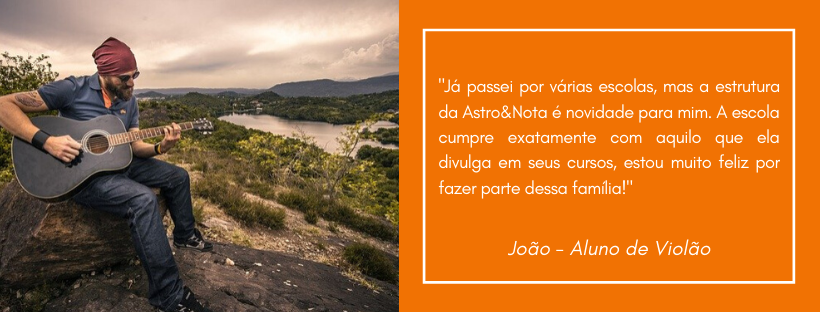 "Já passei por várias escolas, mas a estrutura
da Astro&Nota é novidade para mim. A escola
cumpre exatamente com aquilo que ela
divulga em seus cursos, estou muito feliz por
fazer parte dessa família!"
João - Aluno de Violão